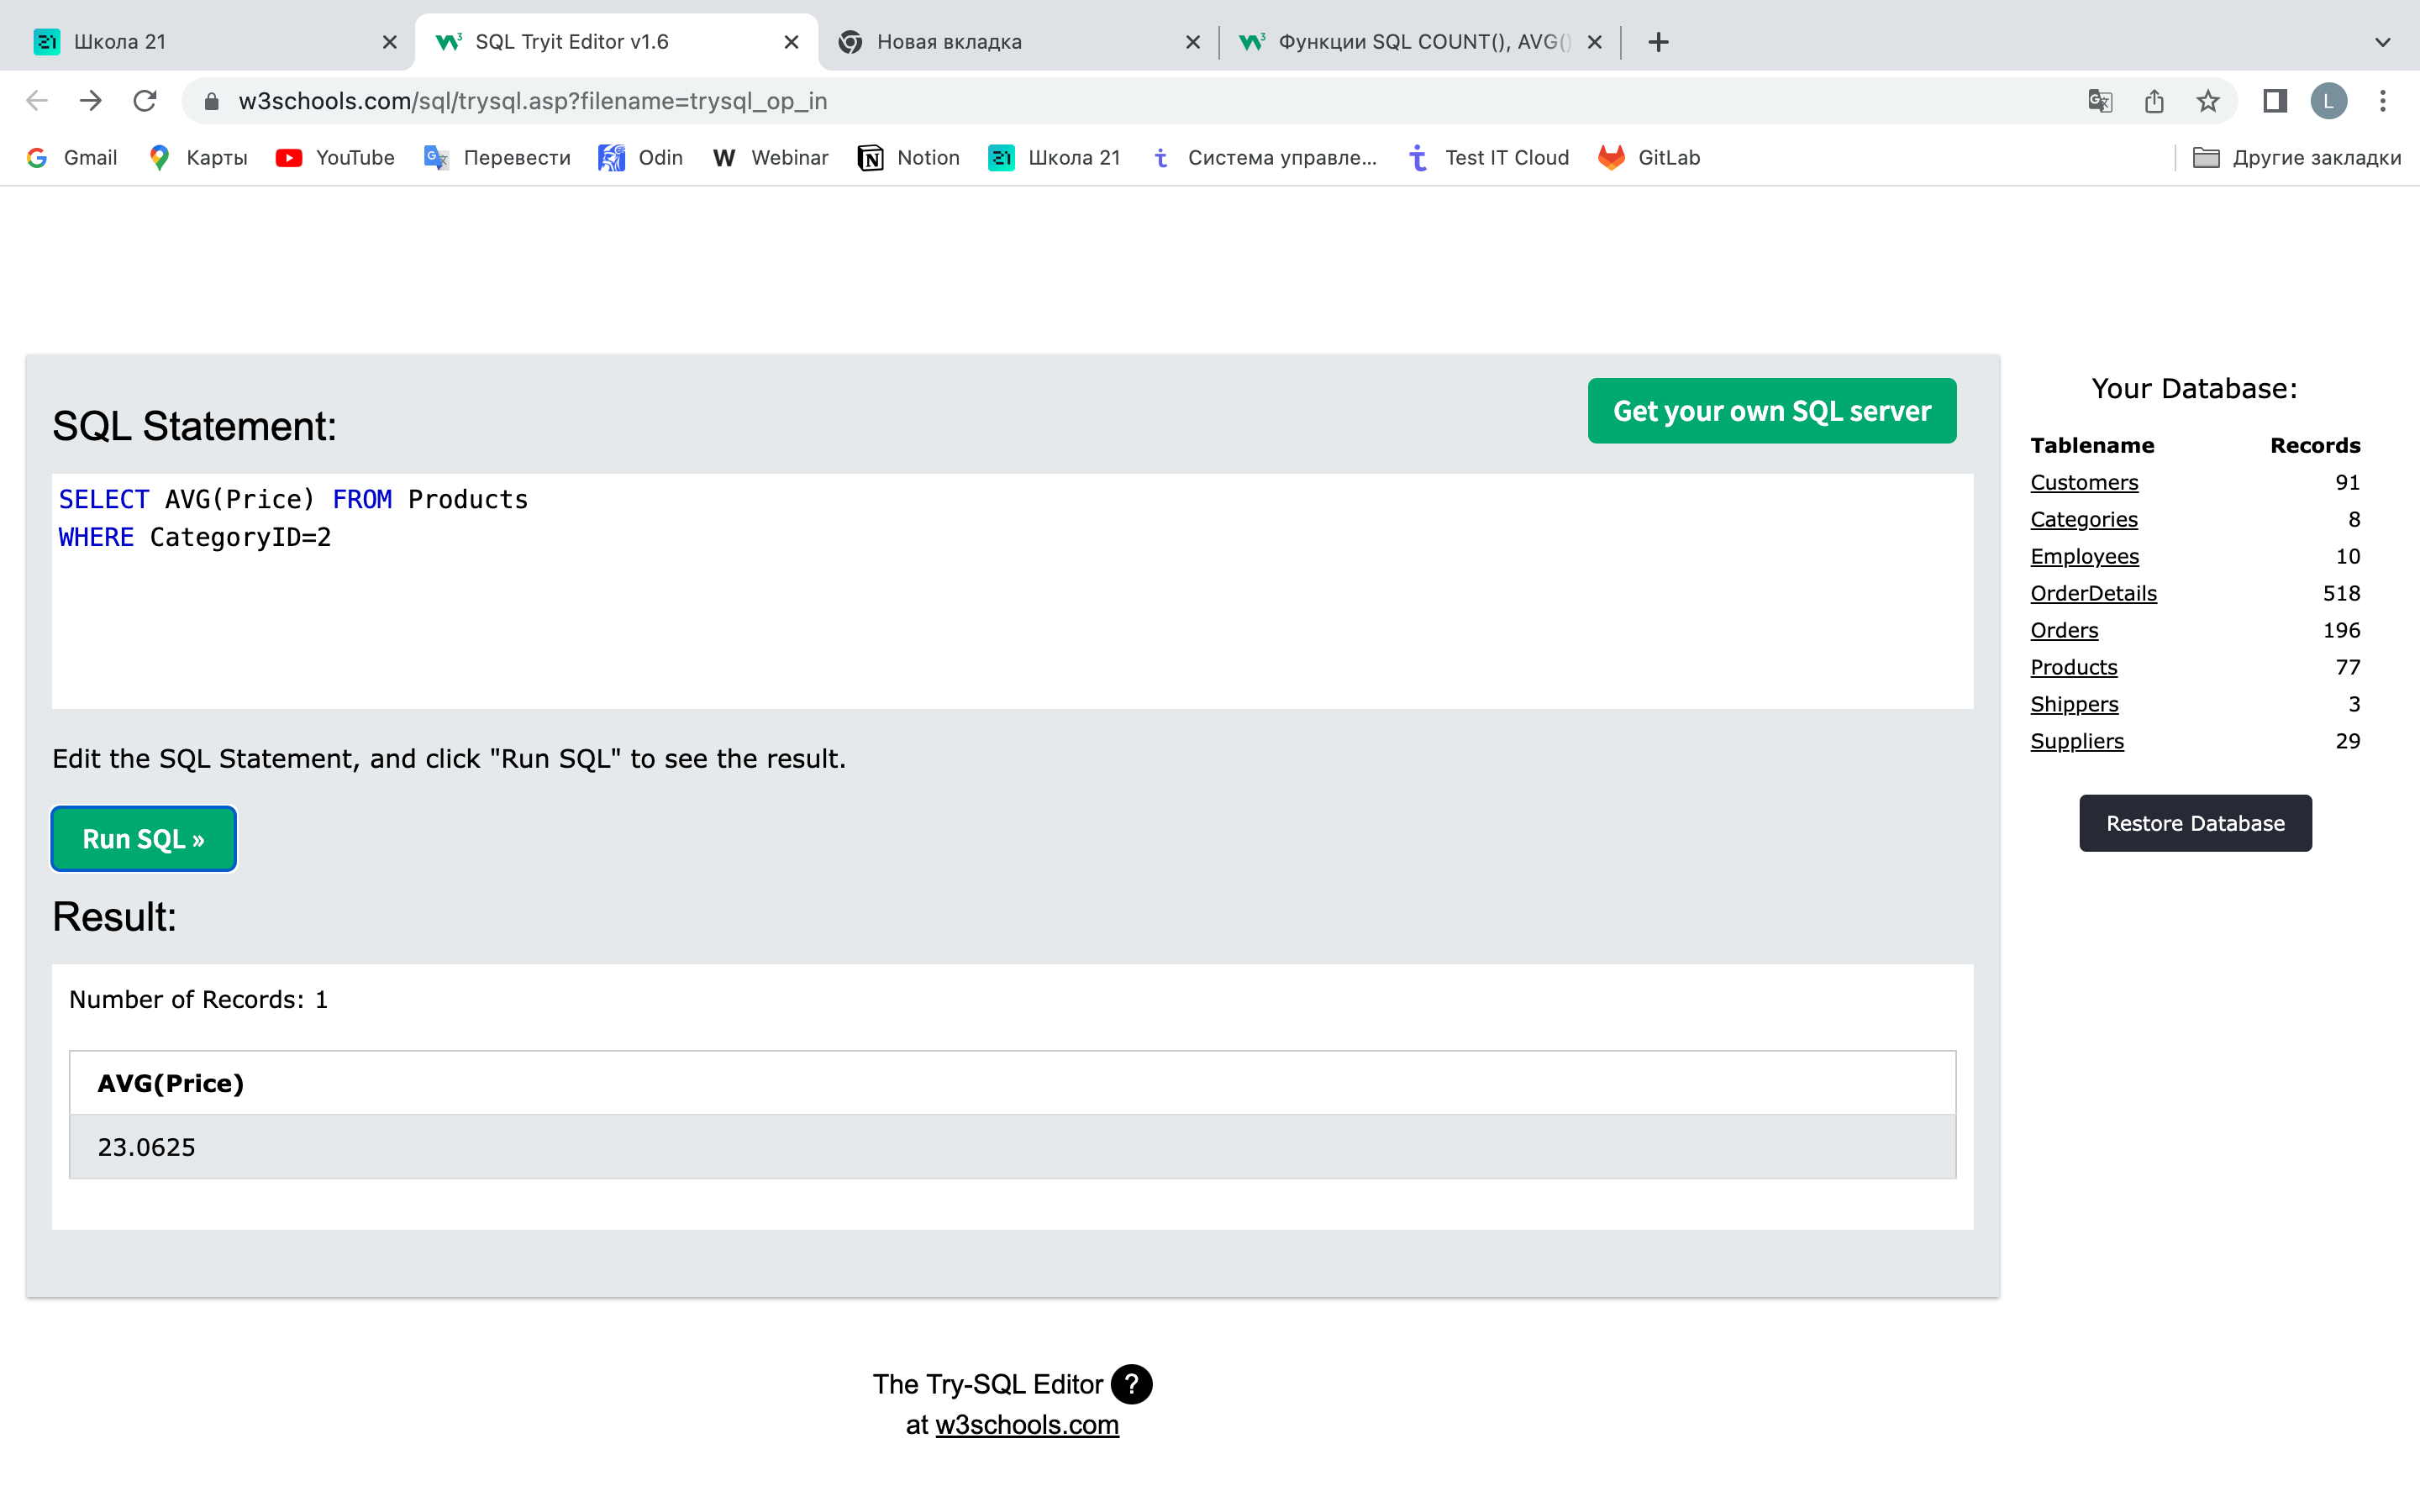 Школа 21
SQL Tryit Editor v1.6
Новая вкладка
Функции SQL COUNT(), AVG()
w3schools.com/sql/trysql.asp?filename=trysql_op_in
L
Gmail
Карты
YouTube
Перевести
Odin
W Webinar
Notion
Школа 21
Система управле...
Test IT Cloud
GitLab
Другие закладки
SQL Statement:
Get your own SQL server
SELECT AVG(Price) FROM Products
WHERE CategoryID=2
Edit the SQL Statement, and click "Run SQL" to see the result.
Run SQL »
Result:
Number of Records: 1
AVG(Price)
23.0625
Your Database:
Tablename Records
Customers 91
Categories 8
Employees 10
OrderDetails 518
Orders 196
Products 77
Shippers 3
Suppliers 29
Restore Database
The Try-SQL Editor ?
at w3schools.com